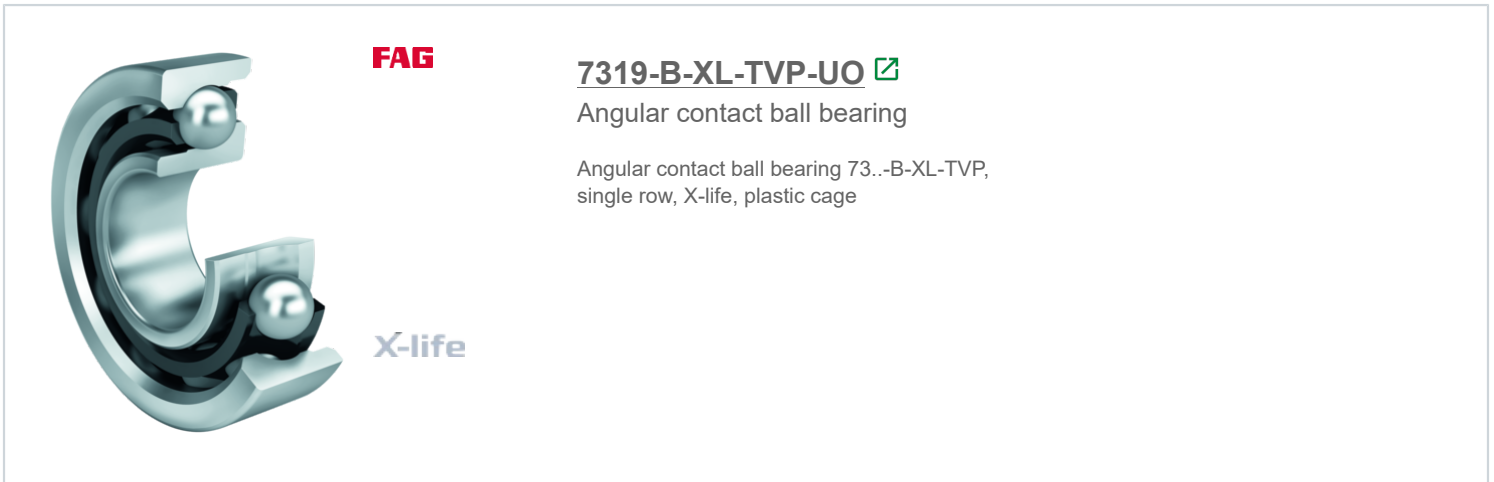 FAG
7319-B-XL-TVP-UO
Angular contact ball bearing
Angular contact ball bearing 73..-B-XL-TVP,
single row, X-life, plastic cage
X-life